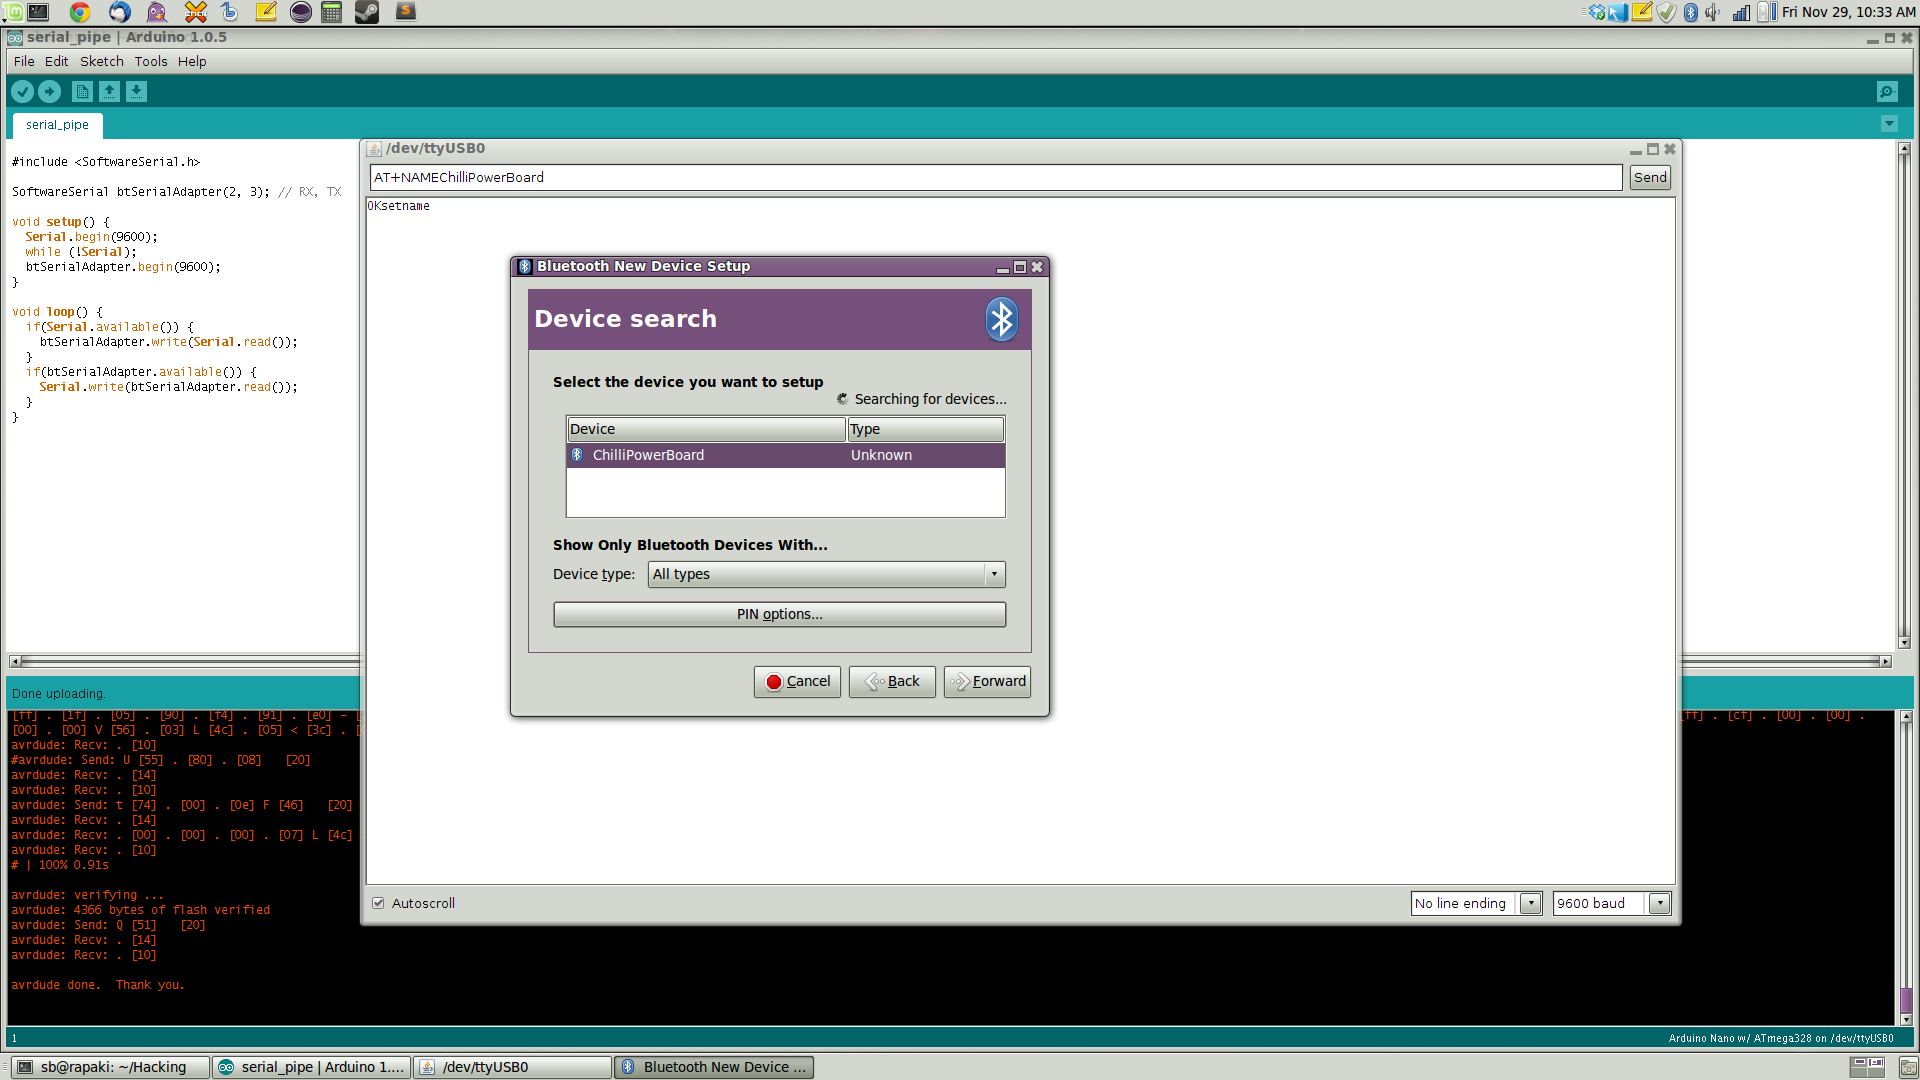 Fri Nov 29, 10:33 AM
serial_pipe | Arduino 1.0.5
File Edit Sketch Tools Help
serial_pipe
#include <SoftwareSerial.h>
SoftwareSerial btSerialAdapter(2, 3); // RX, TX
void setup() {
Serial.begin(9600);
while (!Serial);
btSerialAdapter.begin(9600);
}
void loop() {
if(Serial.available()) {
btSerialAdapter.write(Serial.read());
}
if(btSerialAdapter.available()) {
Serial.write(btSerialAdapter.read());
}
}
/dev/ttyUSB0
AT+NAMEChilliPowerBoard
Send
OKsetname
Bluetooth New Device Setup
Device search
Select the device you want to setup
Searching for devices...
Device Type
ChilliPowerBoard Unknown
Show Only Bluetooth Devices With...
Device type: All types
PIN options...
Cancel Back Forward
Autoscroll
No line ending 9600 baud
Done uploading.
[ff] . [1f] . [05] . [90] . [f4] . [91] . [e0] - [
[ff] . [cf] . [00] . [00] .
[00] . [00] V [56] . [03] L [4c] . [05] < [3c] . [
avrdude: Recv: . [10]
#avrdude: Send: U [55] . [80] . [08]   [20]
avrdude: Recv: . [14]
avrdude: Recv: . [10]
avrdude: Send: t [74] . [00] . [0e] F [46]   [20]
avrdude: Recv: . [14]
avrdude: Recv: . [00] . [00] . [00] . [07] L [4c]
avrdude: Recv: . [10]
# | 100% 0.91s
avrdude: verifying ...
avrdude: 4366 bytes of flash verified
avrdude: Send: Q [51]   [20]
avrdude: Recv: . [14]
avrdude: Recv: . [10]
avrdude done.  Thank you.
1
Arduino Nano w/ ATmega328 on /dev/ttyUSB0
sb@rapaki: ~/Hacking
serial_pipe | Arduino 1....
/dev/ttyUSB0
Bluetooth New Device ...